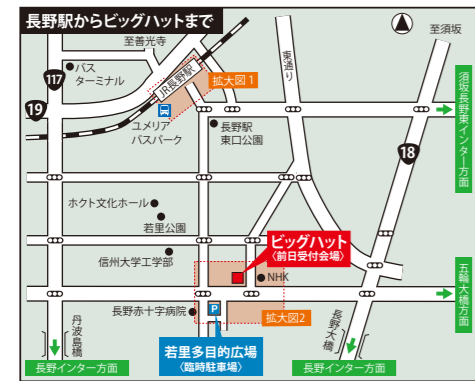 長野駅からビッグハットまで
至善光寺
至須坂
117
バス
ターミナル
JR長野駅
拡大図1
東通り
19
ユメリア
バスパーク
長野駅
東口公園
18
須坂長野東インター方面
ホクト文化ホール
若里公園
信州大学工学部
ビッグハット
〈前日受付会場〉
NHK
五輪大橋方面
長野赤十字病院
P
拡大図2
丹波島橋
若里多目的広場
〈臨時駐車場〉
長野大橋
長野インター方面
長野インター方面